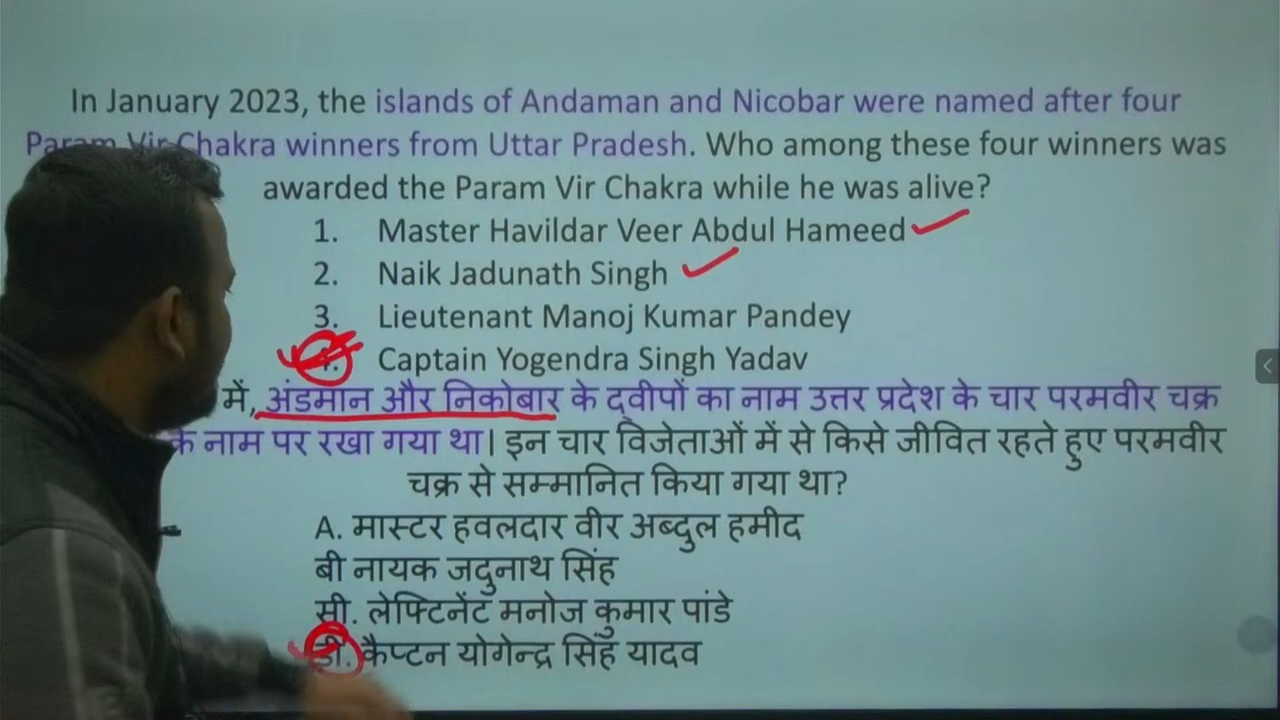 In January 2023, the islands of Andaman and Nicobar were named after four
Param Vir Chakra winners from Uttar Pradesh. Who among these four winners was
awarded the Param Vir Chakra while he was alive?
1. Master Havildar Veer Abdul Hameed
2. Naik Jadunath Singh
3. Lieutenant Manoj Kumar Pandey
4. Captain Yogendra Singh Yadav
में, अंडमान और निकोबार के द्वीपों का नाम उत्तर प्रदेश के चार परमवीर चक्र
के नाम पर रखा गया था। इन चार विजेताओं में से किसे जीवित रहते हुए परमवीर
चक्र से सम्मानित किया गया था?
A. मास्टर हवलदार वीर अब्दुल हमीद
बी नायक जदुनाथ सिंह
सी. लेफ्टिनेंट मनोज कुमार पांडे
डी. कैप्टन योगेन्द्र सिंह यादव